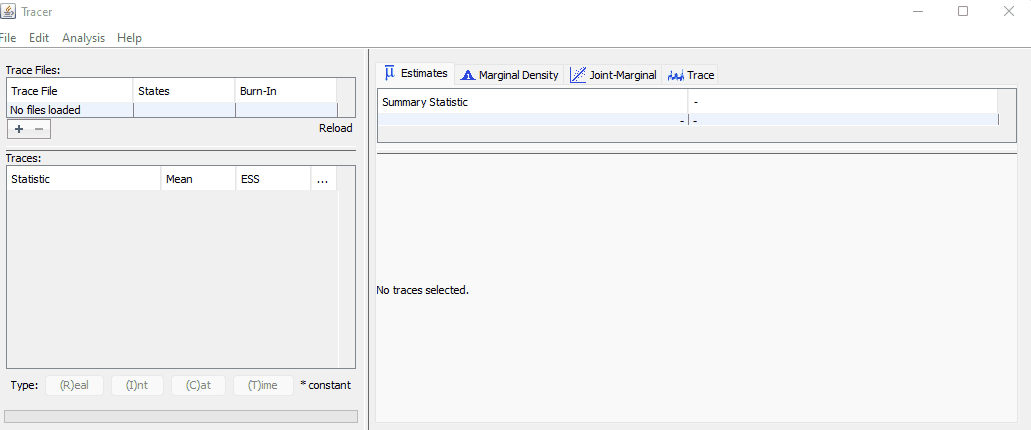 Tracer
File Edit Analysis Help
Trace Files:
Trace File States Burn-In
No files loaded
+ − Reload
Traces:
Statistic Mean ESS ...
Type: (R)eal (I)nt (C)at (T)ime * constant
Estimates Marginal Density Joint-Marginal Trace
Summary Statistic -
- -
No traces selected.